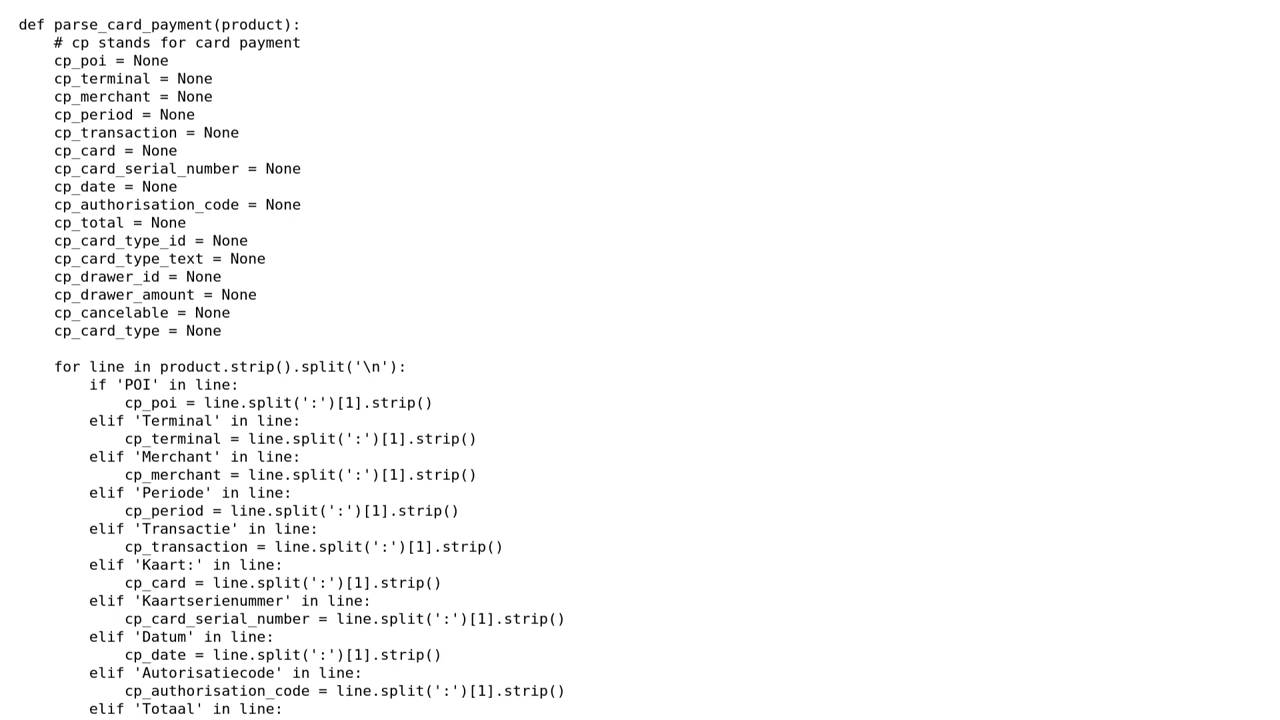 def parse_card_payment(product):
    # cp stands for card payment
    cp_poi = None
    cp_terminal = None
    cp_merchant = None
    cp_period = None
    cp_transaction = None
    cp_card = None
    cp_card_serial_number = None
    cp_date = None
    cp_authorisation_code = None
    cp_total = None
    cp_card_type_id = None
    cp_card_type_text = None
    cp_drawer_id = None
    cp_drawer_amount = None
    cp_cancelable = None
    cp_card_type = None

    for line in product.strip().split('\n'):
        if 'POI' in line:
            cp_poi = line.split(':')[1].strip()
        elif 'Terminal' in line:
            cp_terminal = line.split(':')[1].strip()
        elif 'Merchant' in line:
            cp_merchant = line.split(':')[1].strip()
        elif 'Periode' in line:
            cp_period = line.split(':')[1].strip()
        elif 'Transactie' in line:
            cp_transaction = line.split(':')[1].strip()
        elif 'Kaart:' in line:
            cp_card = line.split(':')[1].strip()
        elif 'Kaartserienummer' in line:
            cp_card_serial_number = line.split(':')[1].strip()
        elif 'Datum' in line:
            cp_date = line.split(':')[1].strip()
        elif 'Autorisatiecode' in line:
            cp_authorisation_code = line.split(':')[1].strip()
        elif 'Totaal' in line: